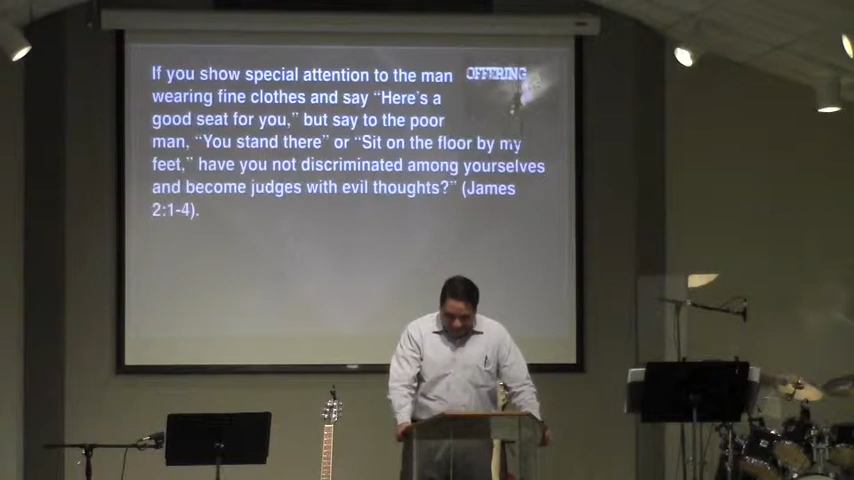 If you show special attention to the man
wearing fine clothes and say “Here’s a
good seat for you,” but say to the poor
man, “You stand there” or “Sit on the floor by my
feet,” have you not discriminated among yourselves
and become judges with evil thoughts?” (James
2:1-4).
OFFERING